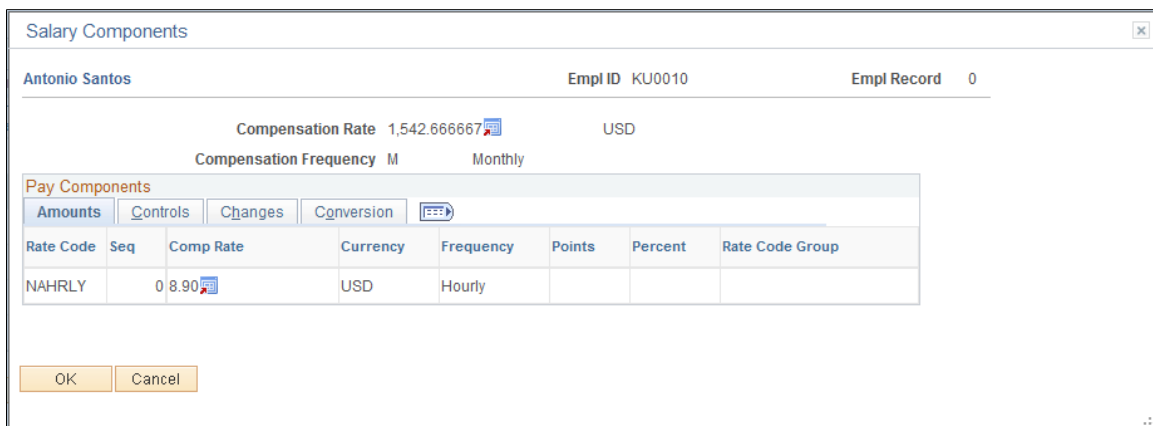 Salary Components
Antonio Santos Empl ID KU0010 Empl Record 0
Compensation Rate 1,542.666667 USD
Compensation Frequency M Monthly
Pay Components
Amounts Controls Changes Conversion
Rate Code Seq Comp Rate Currency Frequency Points Percent Rate Code Group
NAHRLY 0 8.90 USD Hourly
OK Cancel